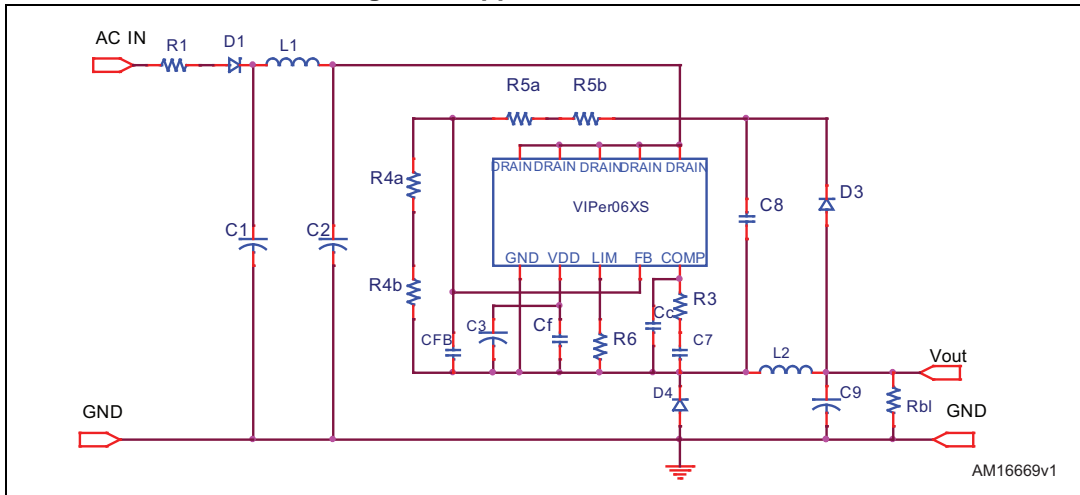 AC IN
R1
D1
L1
R5a
R5b
R4a
DRAIN DRAIN DRAIN DRAIN DRAIN
VIPer06XS
D3
C8
C1
C2
GND VDD LIM FB COMP
R4b
R3
Cc
C3
Cf
CFB
R6
C7
L2
Vout
D4
C9
Rbl
GND
GND
AM16669v1